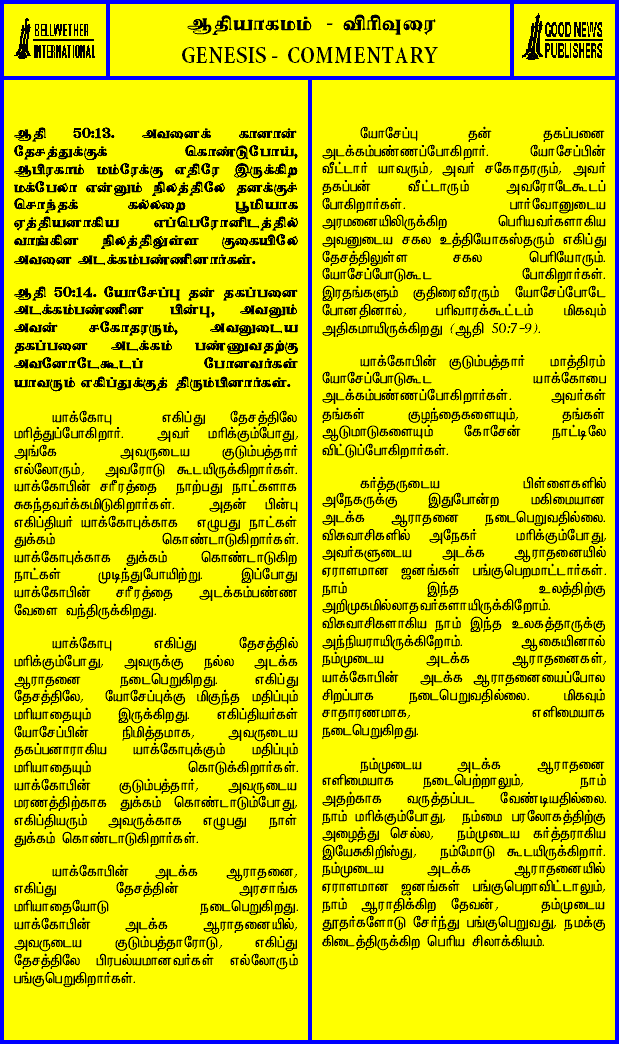 BELLWETHER
INTERNATIONAL
ஆதியாகமம் - விரிவுரை
GENESIS - COMMENTARY
GOOD NEWS
PUBLISHERS
ஆதி 50:13. அவனைக் கானான்
தேசத்துக்குக் கொண்டுபோய்,
ஆபிரகாம் மம்ரேக்கு எதிரே இருக்கிற
மக்பேலா என்னும் நிலத்திலே தனக்குச்
சொந்தக் கல்லறை பூமியாக
ஏத்தியனாகிய எப்பெரோனிடத்தில்
வாங்கின நிலத்திலுள்ள குகையிலே
அவனை அடக்கம்பண்ணினார்கள்.
ஆதி 50:14. யோசேப்பு தன் தகப்பனை
அடக்கம்பண்ணின பின்பு, அவனும்
அவன் சகோதரரும், அவனுடைய
தகப்பனை அடக்கம் பண்ணுவதற்கு
அவனோடேகூடப் போனவர்கள்
யாவரும் எகிப்துக்குத் திரும்பினார்கள்.
யாக்கோபு எகிப்து தேசத்திலே
மரித்துப்போகிறார். அவர் மரிக்கும்போது,
அங்கே அவருடைய குடும்பத்தார்
எல்லோரும், அவரோடு கூடயிருக்கிறார்கள்.
யாக்கோபின் சரீரத்தை நாற்பது நாட்களாக
சுகந்தவர்க்கமிடுகிறார்கள். அதன் பின்பு
எகிப்தியர் யாக்கோபுக்காக எழுபது நாட்கள்
துக்கம் கொண்டாடுகிறார்கள்.
யாக்கோபுக்காக துக்கம் கொண்டாடுகிற
நாட்கள் முடிந்துபோயிற்று. இப்போது
யாக்கோபின் சரீரத்தை அடக்கம்பண்ண
வேளை வந்திருக்கிறது.
யாக்கோபு எகிப்து தேசத்தில்
மரிக்கும்போது, அவருக்கு நல்ல அடக்க
ஆராதனை நடைபெறுகிறது. எகிப்து
தேசத்திலே, யோசேப்புக்கு மிகுந்த மதிப்பும்
மரியாதையும் இருக்கிறது. எகிப்தியர்கள்
யோசேப்பின் நிமித்தமாக, அவருடைய
தகப்பனாராகிய யாக்கோபுக்கும் மதிப்பும்
மரியாதையும் கொடுக்கிறார்கள்.
யாக்கோபின் குடும்பத்தார், அவருடைய
மரணத்திற்காக துக்கம் கொண்டாடும்போது,
எகிப்தியரும் அவருக்காக எழுபது நாள்
துக்கம் கொண்டாடுகிறார்கள்.
யாக்கோபின் அடக்க ஆராதனை,
எகிப்து தேசத்தின் அரசாங்க
மரியாதையோடு நடைபெறுகிறது.
யாக்கோபின் அடக்க ஆராதனையில்,
அவருடைய குடும்பத்தாரோடு, எகிப்து
தேசத்திலே பிரபல்யமானவர்கள் எல்லோரும்
பங்குபெறுகிறார்கள்.
யோசேப்பு தன் தகப்பனை
அடக்கம்பண்ணப்போகிறார். யோசேப்பின்
வீட்டார் யாவரும், அவர் சகோதரரும், அவர்
தகப்பன் வீட்டாரும் அவரோடேகூடப்
போகிறார்கள். பார்வோனுடைய
அரமனையிலிருக்கிற பெரியவர்களாகிய
அவனுடைய சகல உத்தியோகஸ்தரும் எகிப்து
தேசத்திலுள்ள சகல பெரியோரும்.
யோசேப்போடுகூட போகிறார்கள்.
இரதங்களும் குதிரைவீரரும் யோசேப்போடே
போனதினால், பரிவாரக்கூட்டம் மிகவும்
அதிகமாயிருக்கிறது (ஆதி 50:7-9).
யாக்கோபின் குடும்பத்தார் மாத்திரம்
யோசேப்போடுகூட யாக்கோபை
அடக்கம்பண்ணப்போகிறார்கள். அவர்கள்
தங்கள் குழந்தைகளையும், தங்கள்
ஆடுமாடுகளையும் கோசேன் நாட்டிலே
விட்டுப்போகிறார்கள்.
கர்த்தருடைய பிள்ளைகளில்
அநேகருக்கு இதுபோன்ற மகிமையான
அடக்க ஆராதனை நடைபெறுவதில்லை.
விசுவாசிகளில் அநேகர் மரிக்கும்போது,
அவர்களுடைய அடக்க ஆராதனையில்
ஏராளமான ஜனங்கள் பங்குபெறமாட்டார்கள்.
நாம் இந்த உலகத்திற்கு
அறிமுகமில்லாதவர்களாயிருக்கிறோம்.
விசுவாசிகளாகிய நாம் இந்த உலகத்தாருக்கு
அந்நியராயிருக்கிறோம். ஆகையினால்
நம்முடைய அடக்க ஆராதனைகள்,
யாக்கோபின் அடக்க ஆராதனையைப்போல
சிறப்பாக நடைபெறுவதில்லை. மிகவும்
சாதாரணமாக, எளிமையாக
நடைபெறுகிறது.
நம்முடைய அடக்க ஆராதனை
எளிமையாக நடைபெற்றாலும், நாம்
அதற்காக வருத்தப்பட வேண்டியதில்லை.
நாம் மரிக்கும்போது, நம்மை பரலோகத்திற்கு
அழைத்து செல்ல, நம்முடைய கர்த்தராகிய
இயேசுகிறிஸ்து, நம்மோடு கூடயிருக்கிறார்.
நம்முடைய அடக்க ஆராதனையில்
ஏராளமான ஜனங்கள் பங்குபெறாவிட்டாலும்,
நாம் ஆராதிக்கிற தேவன், தம்முடைய
தூதர்களோடு சேர்ந்து பங்குபெறுவது, நமக்கு
கிடைத்திருக்கிற பெரிய சிலாக்கியம்.